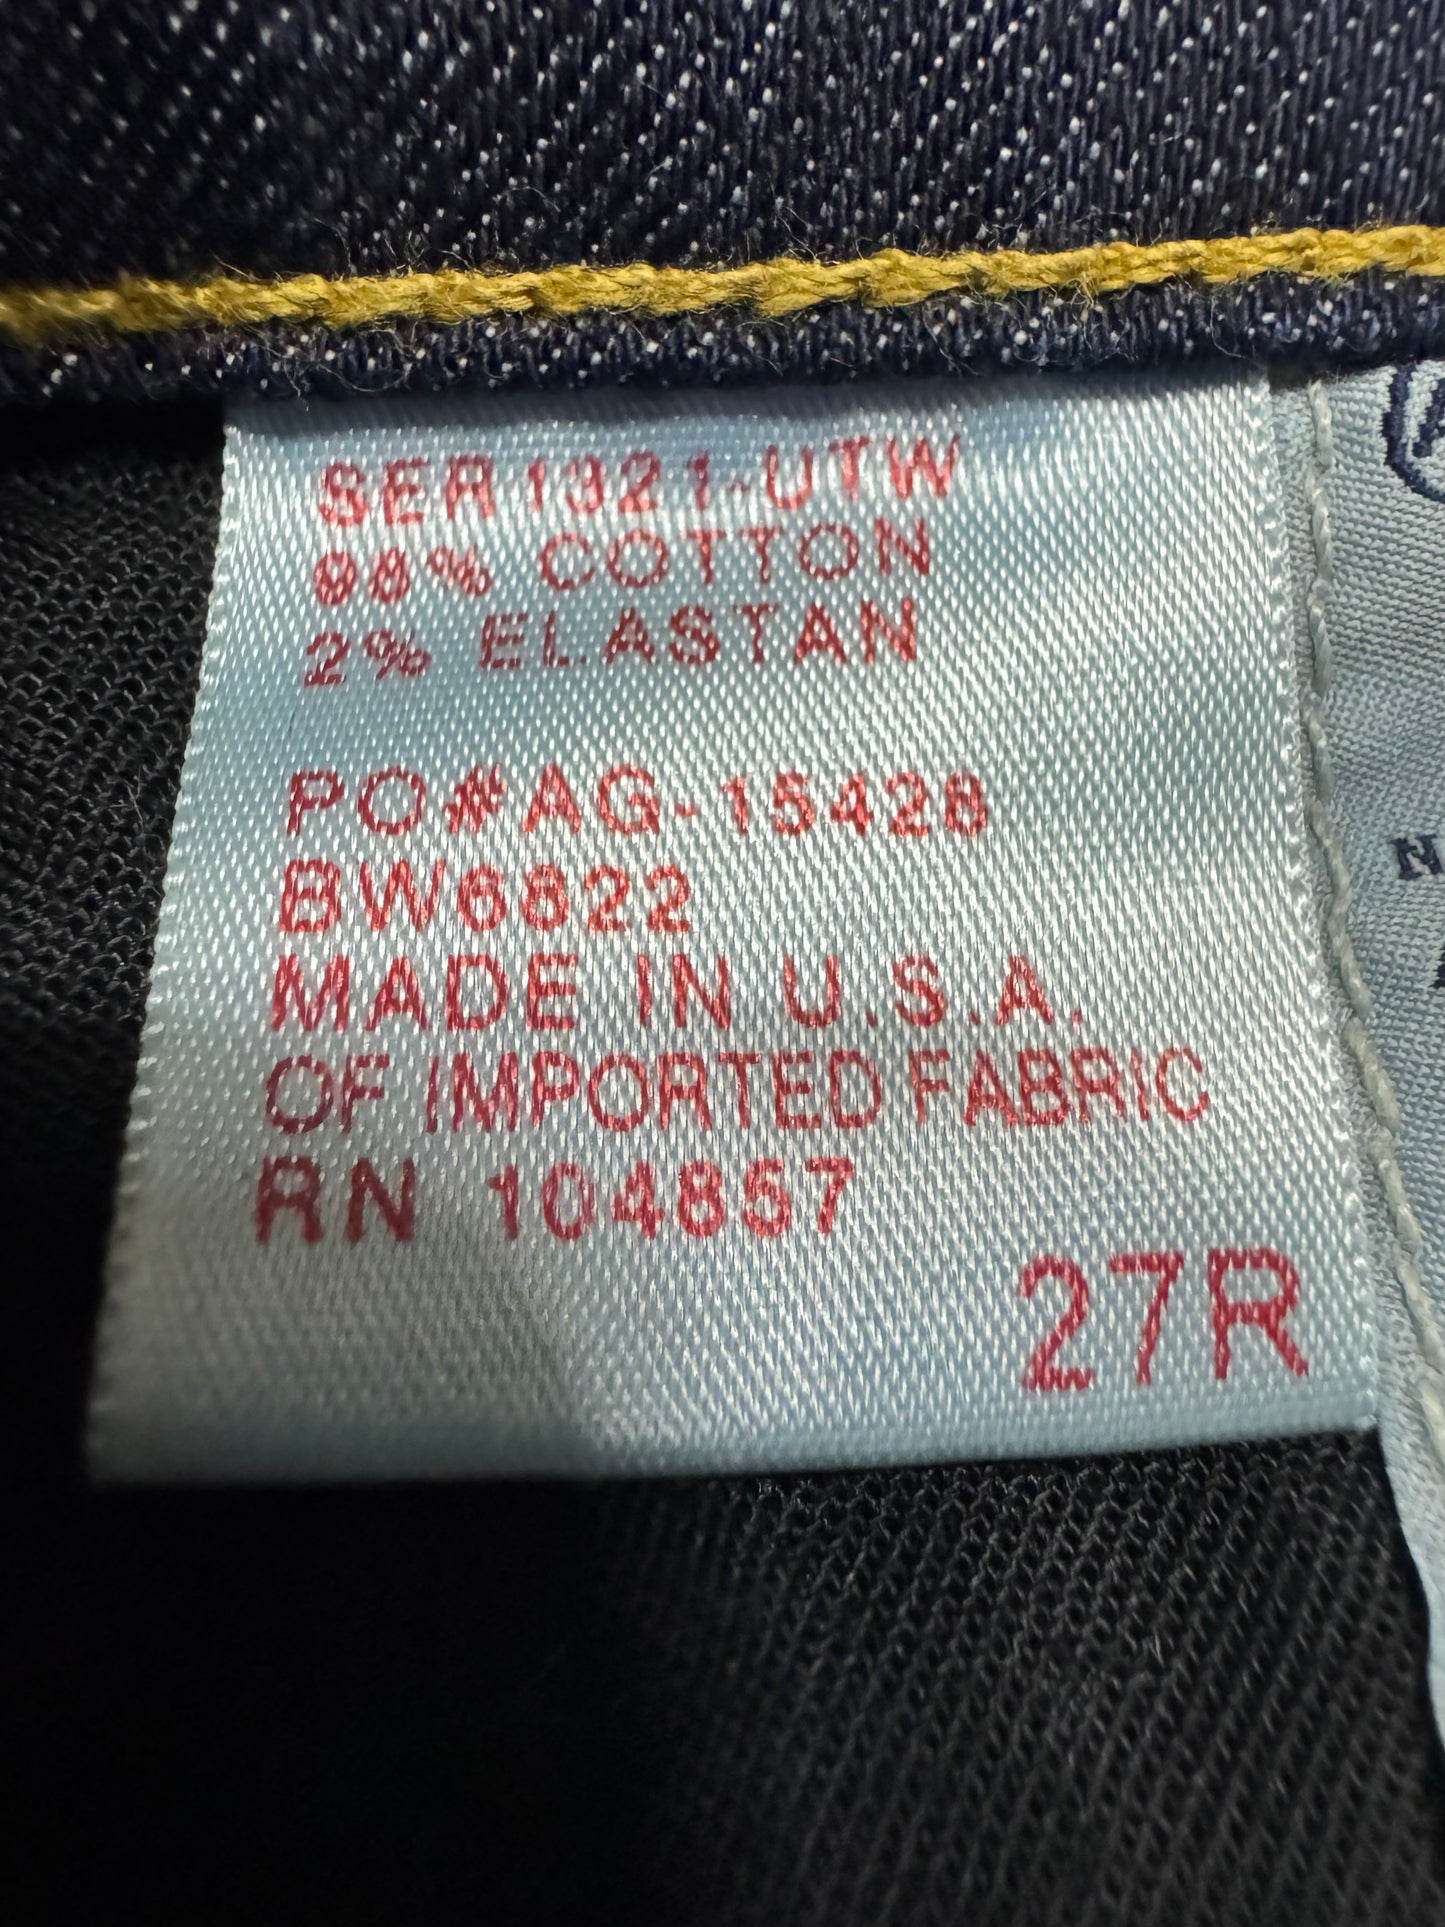 SER1321-UTW
98% COTTON
2% ELASTAN
PO#AG-15428
BW6822
MADE IN U.S.A.
OF IMPORTED FABRIC
RN 104857
27R